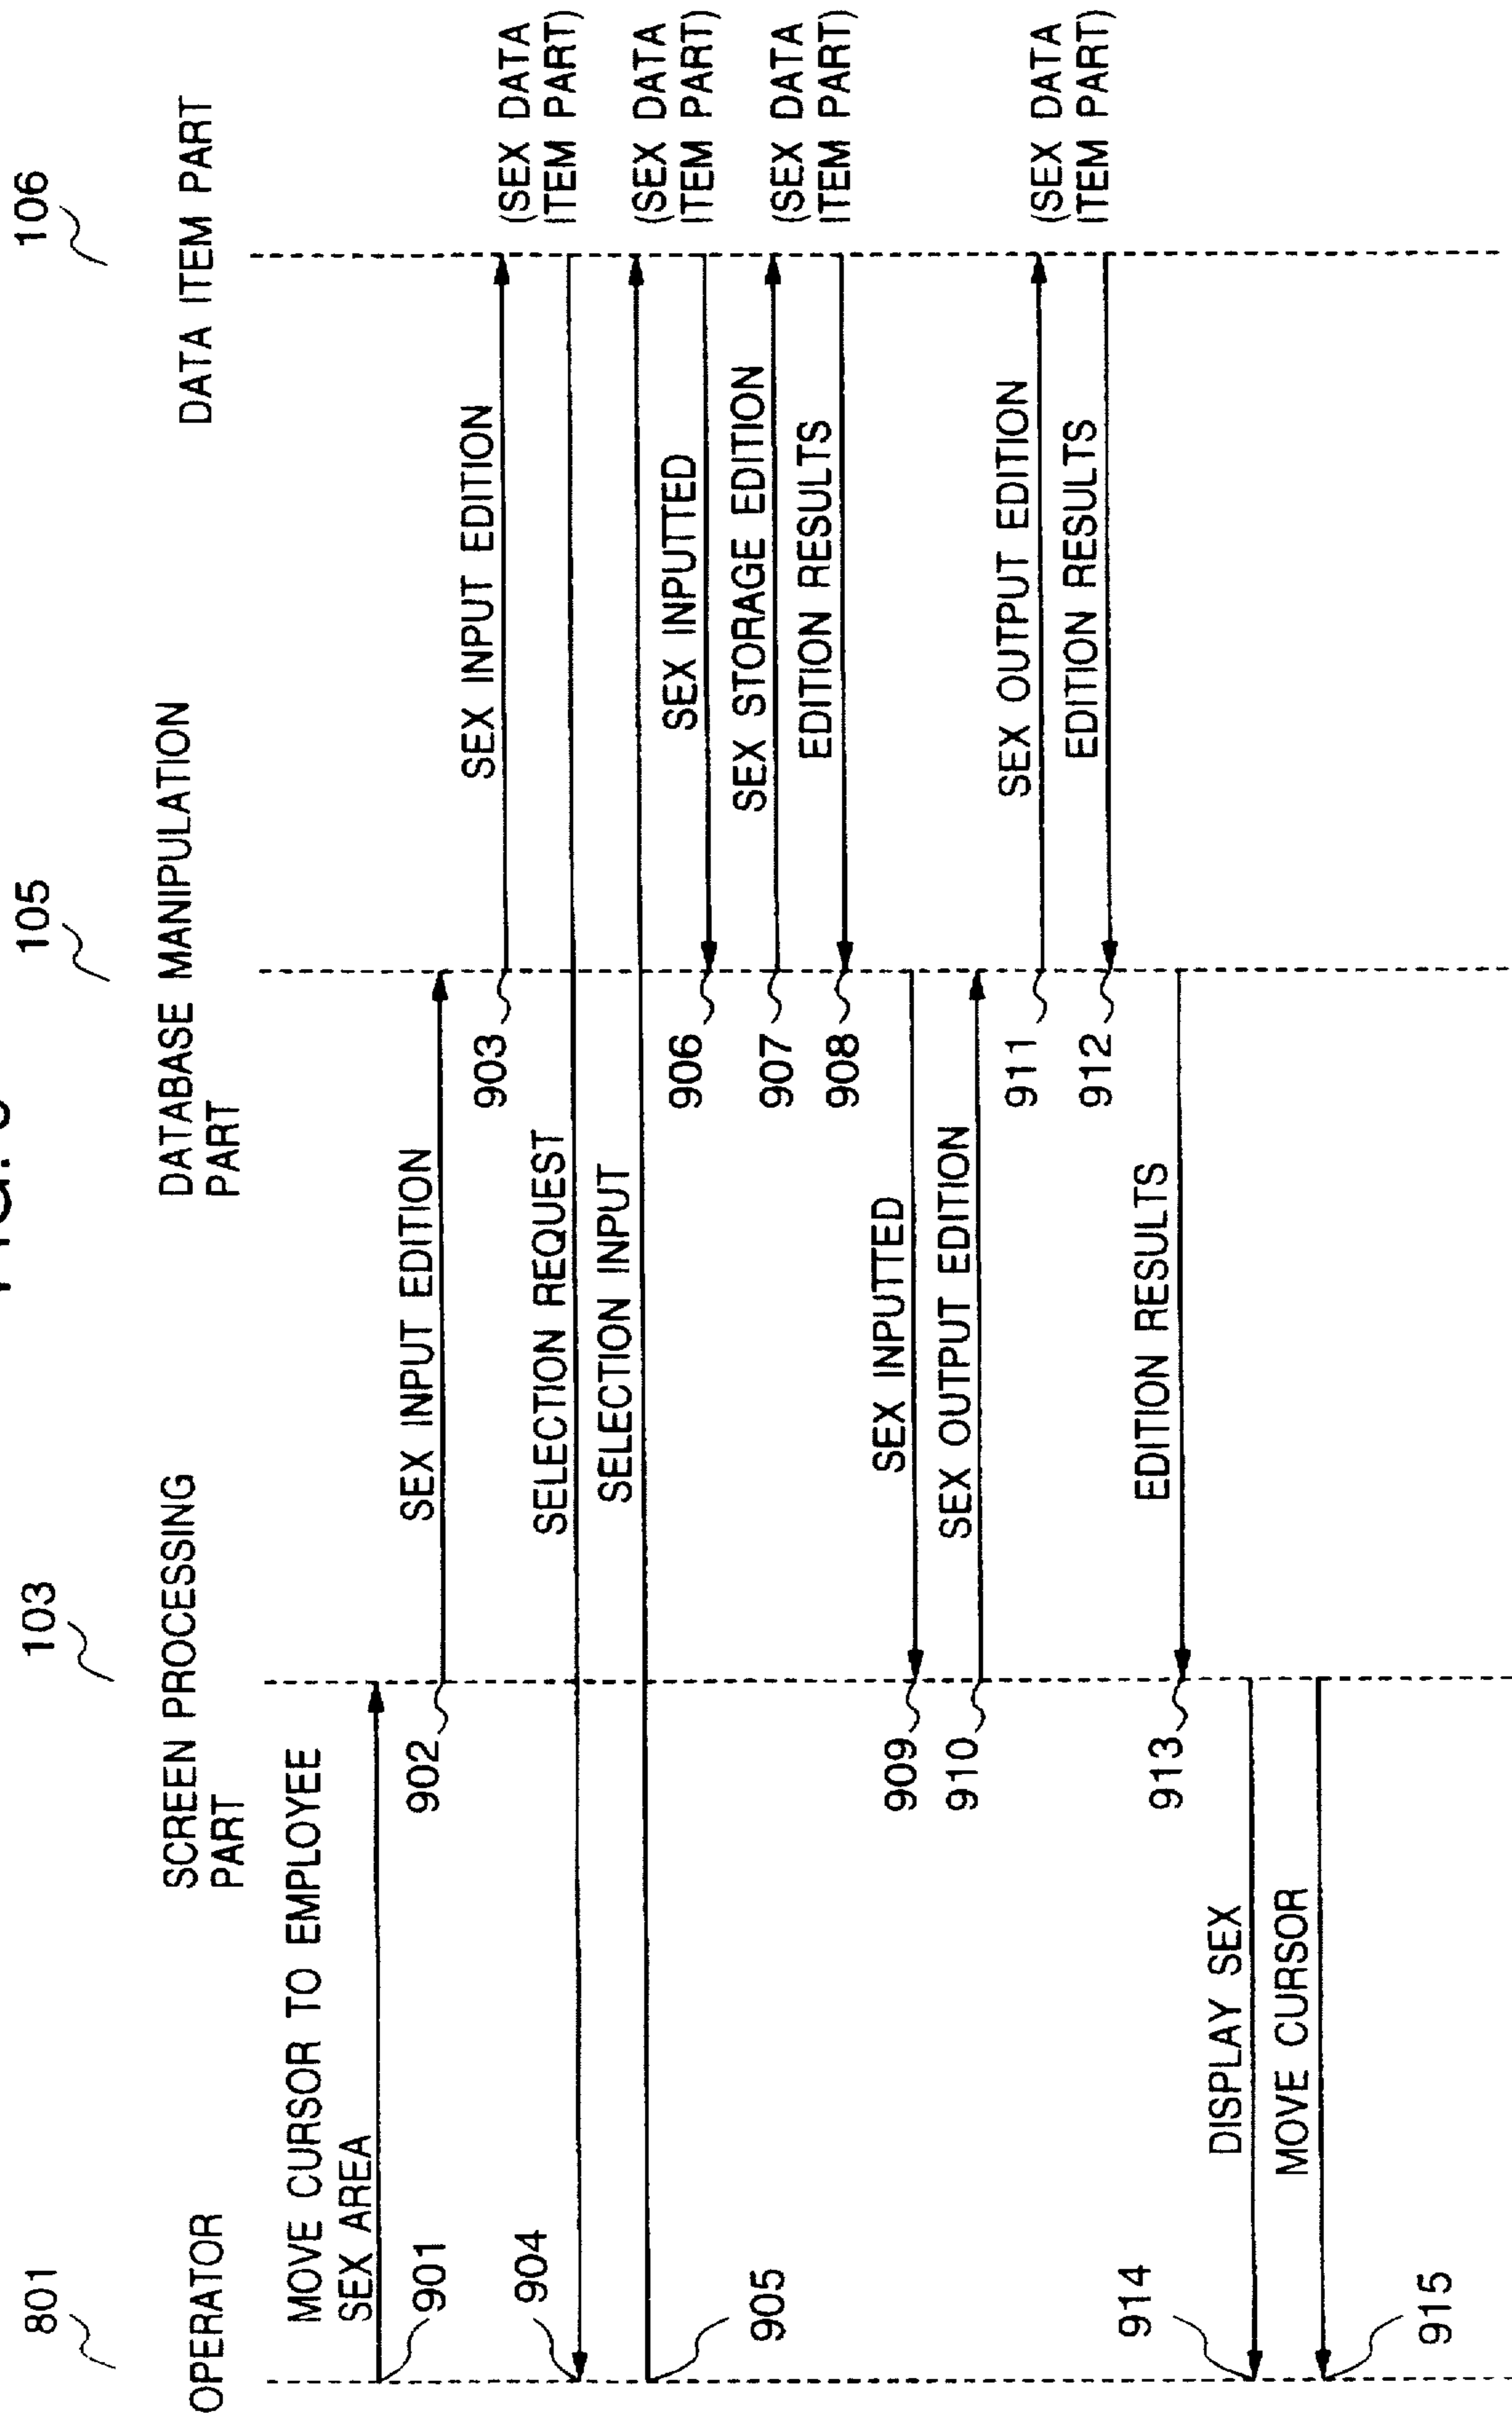 801
OPERATOR
103
SCREEN PROCESSING
PART
105
DATABASE MANIPULATION
PART
106
DATA ITEM PART
MOVE CURSOR TO EMPLOYEE
SEX AREA
901
SEX INPUT EDITION
902
SEX INPUT EDITION
903
(SEX DATA
ITEM PART)
SELECTION REQUEST
904
SELECTION INPUT
905
(SEX DATA
ITEM PART)
SEX INPUTTED
906
SEX STORAGE EDITION
907
(SEX DATA
ITEM PART)
EDITION RESULTS
908
SEX INPUTTED
909
SEX OUTPUT EDITION
910
SEX OUTPUT EDITION
911
(SEX DATA
ITEM PART)
EDITION RESULTS
912
EDITION RESULTS
913
DISPLAY SEX
914
MOVE CURSOR
915